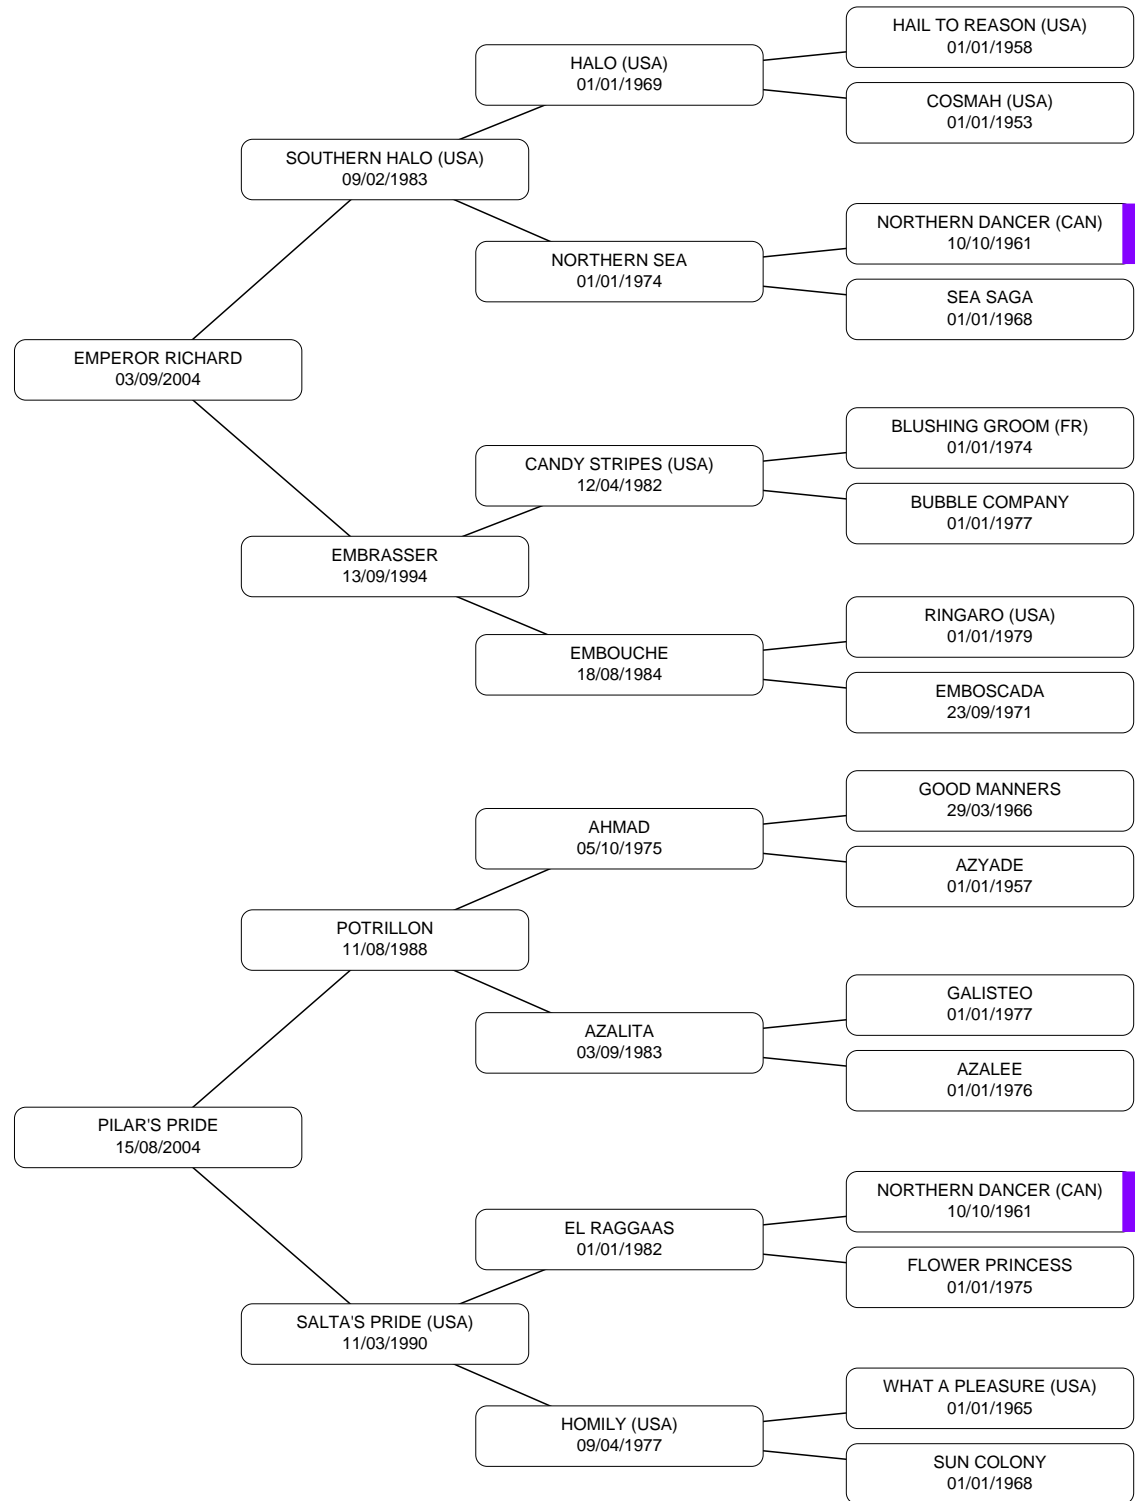 HAIL TO REASON (USA)
01/01/1958
HALO (USA)
01/01/1969
COSMAH (USA)
01/01/1953
SOUTHERN HALO (USA)
09/02/1983
NORTHERN DANCER (CAN)
10/10/1961
NORTHERN SEA
01/01/1974
SEA SAGA
01/01/1968
EMPEROR RICHARD
03/09/2004
BLUSHING GROOM (FR)
01/01/1974
CANDY STRIPES (USA)
12/04/1982
BUBBLE COMPANY
01/01/1977
EMBRASSER
13/09/1994
RINGARO (USA)
01/01/1979
EMBOUCHE
18/08/1984
EMBOSCADA
23/09/1971
GOOD MANNERS
29/03/1966
AHMAD
05/10/1975
AZYADE
01/01/1957
POTRILLON
11/08/1988
GALISTEO
01/01/1977
AZALITA
03/09/1983
AZALEE
01/01/1976
PILAR'S PRIDE
15/08/2004
NORTHERN DANCER (CAN)
10/10/1961
EL RAGGAAS
01/01/1982
FLOWER PRINCESS
01/01/1975
SALTA'S PRIDE (USA)
11/03/1990
WHAT A PLEASURE (USA)
01/01/1965
HOMILY (USA)
09/04/1977
SUN COLONY
01/01/1968